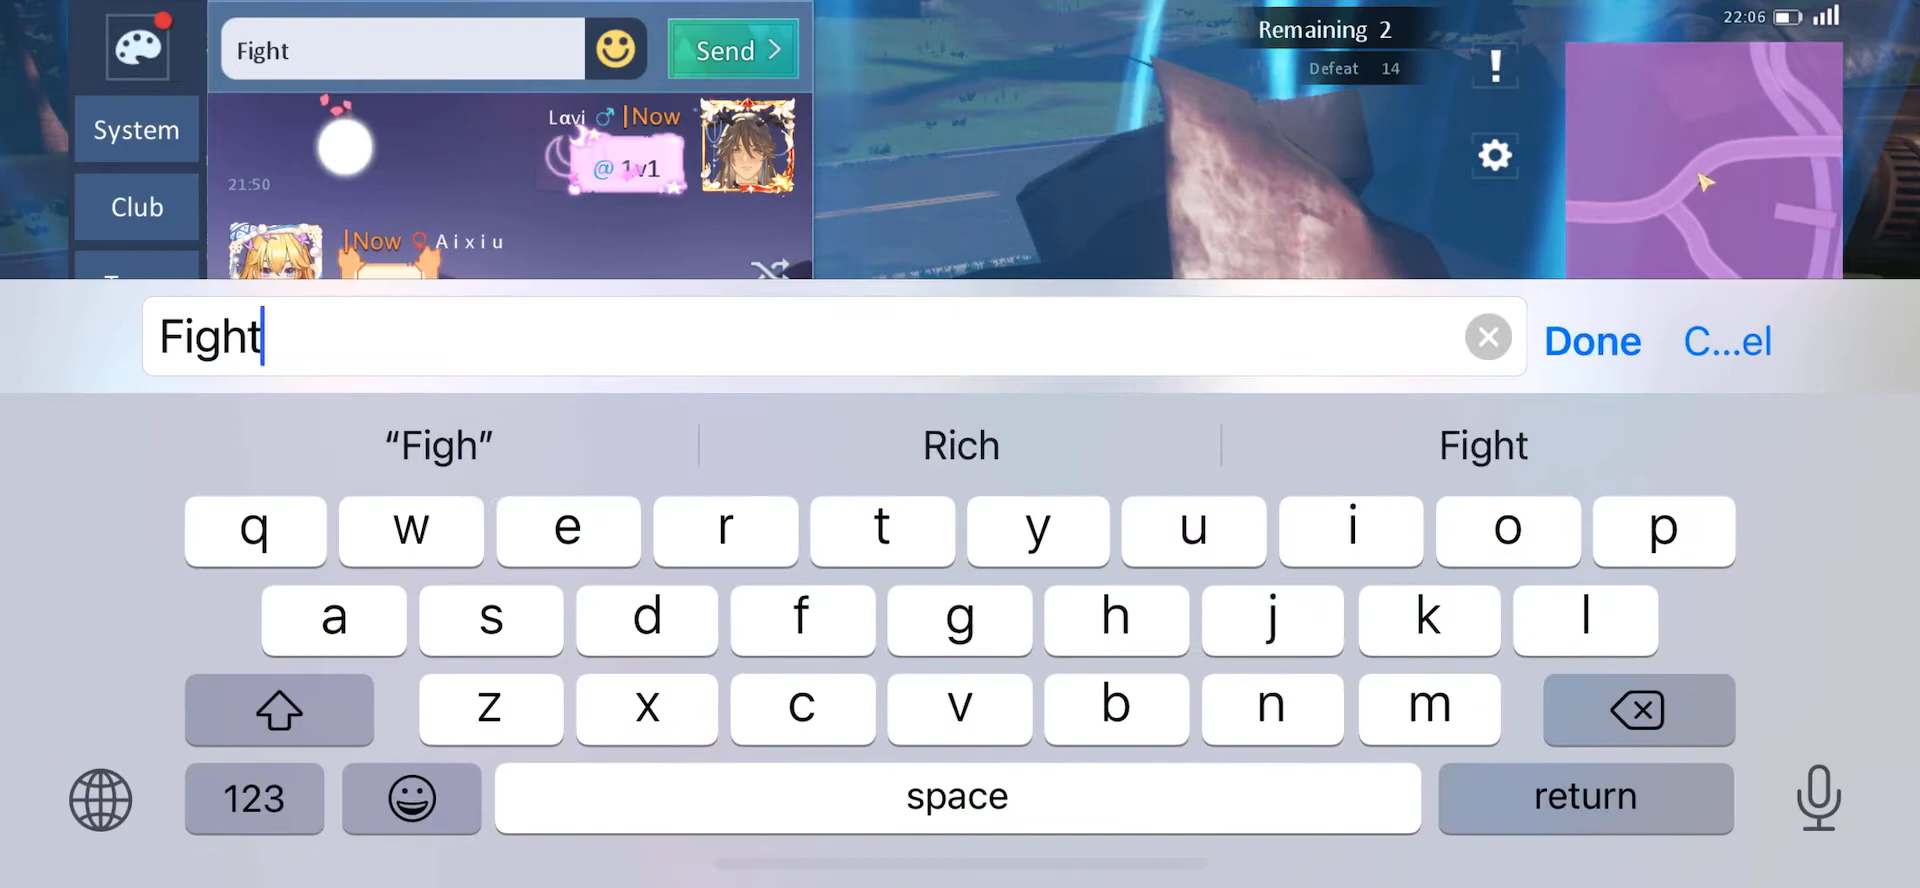 Fight
Send >
System
Club
Lavi ♂ |Now
@ 1v1
21:50
|Now ♀ Aixiu
Remaining 2
Defeat 14
!
22:06
Fight
Done
C...el
“Figh”
Rich
Fight
q w e r t y u i o p
a s d f g h j k l
z x c v b n m
123
space
return